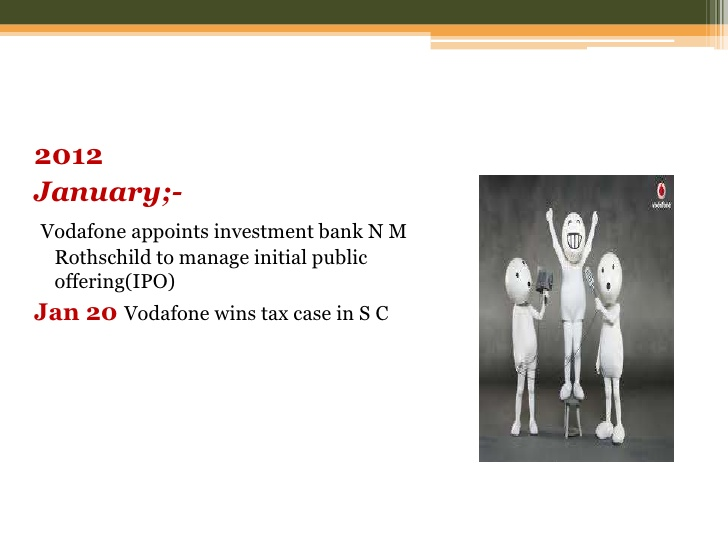 2012
January;-
Vodafone appoints investment bank N M
Rothschild to manage initial public
offering(IPO)
Jan 20 Vodafone wins tax case in S C
vodafone